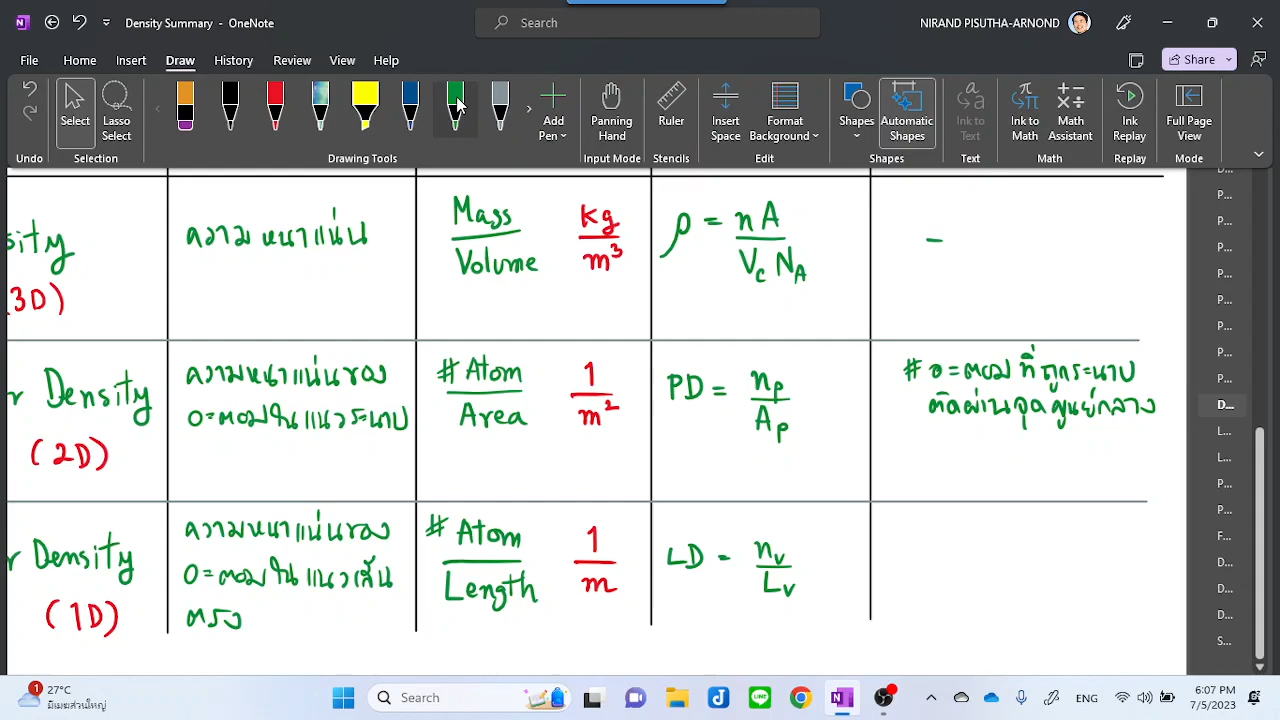 Density Summary - OneNote
Search
NIRAND PISUTHA-ARNOND
File Home Insert Draw History Review View Help
Share
Undo
Select
Lasso Select
Selection
Drawing Tools
Add Pen
Panning Hand
Input Mode
Ruler
Stencils
Insert Space
Format Background
Edit
Shapes
Automatic Shapes
Shapes
Ink to Text
Text
Ink to Math
Math Assistant
Math
Ink Replay
Replay
Full Page View
Mode
sity
(3D)
ความหนาแน่น
Mass
Volume
kg
m³
ρ = nA
V_C N_A
-
r Density
(2D)
ความหนาแน่นของ
อะตอมในแนวระนาบ
# Atom
Area
1
m²
PD = n_p
A_p
# อะตอมที่ถูกระนาบ
ตัดผ่านจุดศูนย์กลาง
r Density
(1D)
ความหนาแน่นของ
อะตอมในแนวเส้น
ตรง
# Atom
Length
1
m
LD = n_v
L_v
D...
P...
P...
P...
P...
P...
P...
P...
D...
L...
L...
P...
P...
F...
D...
D...
S...
1
27°C
Search
ENG
6:07 PM
7/5/2023